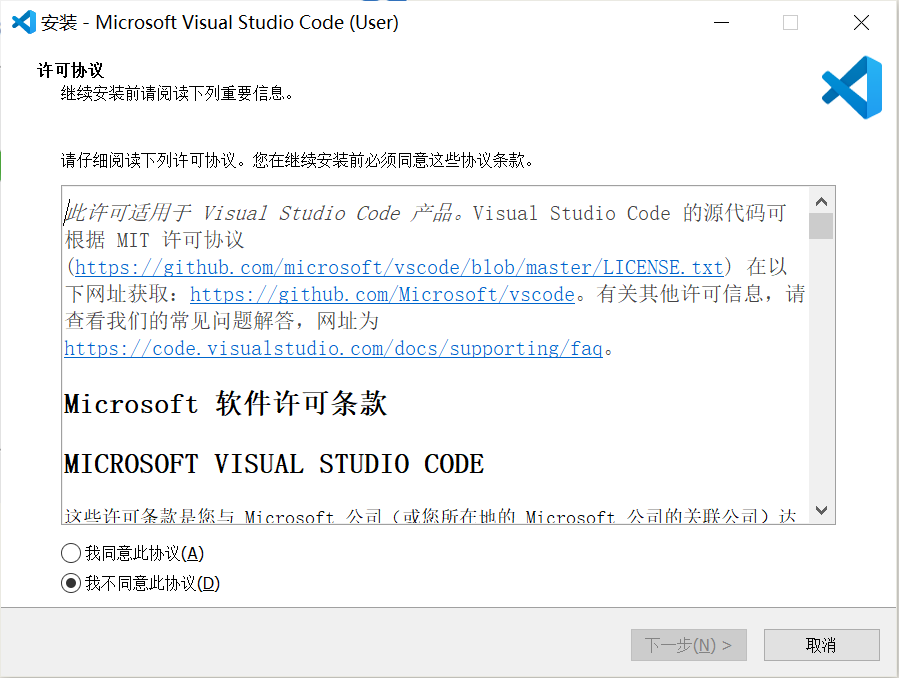 安装 - Microsoft Visual Studio Code (User)
许可协议
继续安装前请阅读下列重要信息。
请仔细阅读下列许可协议。您在继续安装前必须同意这些协议条款。
此许可适用于 Visual Studio Code 产品。Visual Studio Code 的源代码可
根据 MIT 许可协议
(https://github.com/microsoft/vscode/blob/master/LICENSE.txt) 在以
下网址获取：https://github.com/Microsoft/vscode。有关其他许可信息，请
查看我们的常见问题解答，网址为
https://code.visualstudio.com/docs/supporting/faq。
Microsoft 软件许可条款
MICROSOFT VISUAL STUDIO CODE
这些许可条款是您与 Microsoft 公司（或您所在地的 Microsoft 公司的关联公司）达
我同意此协议(A)
我不同意此协议(D)
下一步(N) >
取消